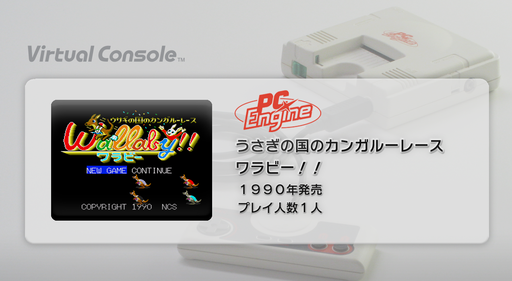 Virtual Console TM
PC Engine
うさぎの国のカンガルーレース
ワラビー！！
１９９０年発売
プレイ人数１人
ウサギの国のカンガルーレース
Wallaby!!
ワラビー
NEW GAME CONTINUE
COPYRIGHT 1990 NCS